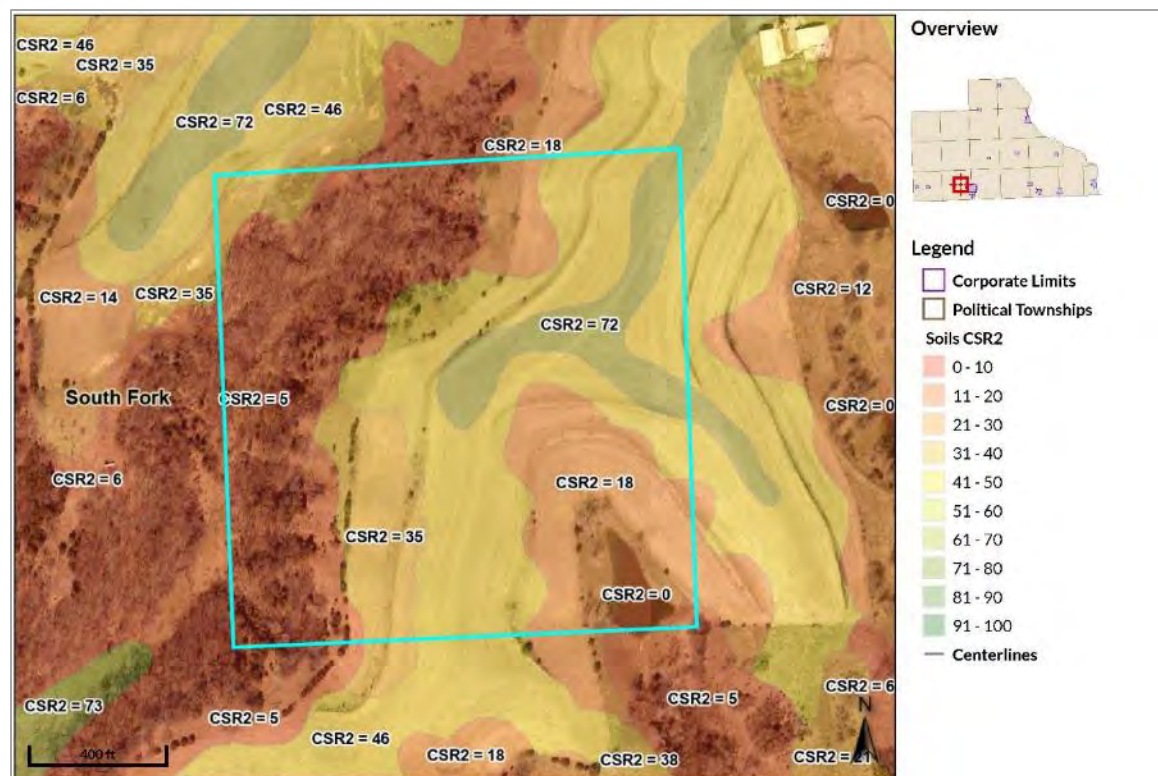 CSR2 = 46
CSR2 = 35
CSR2 = 6
CSR2 = 72
CSR2 = 46
CSR2 = 18
CSR2 = 0
CSR2 = 14
CSR2 = 35
CSR2 = 12
CSR2 = 72
South Fork
CSR2 = 5
CSR2 = 0
CSR2 = 6
CSR2 = 18
CSR2 = 35
CSR2 = 0
CSR2 = 73
CSR2 = 5
CSR2 = 5
CSR2 = 6
N
400 ft
CSR2 = 46
CSR2 = 18
CSR2 = 38
Overview
Legend
Corporate Limits
Political Townships
Soils CSR2
0 - 10
11 - 20
21 - 30
31 - 40
41 - 50
51 - 60
61 - 70
71 - 80
81 - 90
91 - 100
Centerlines